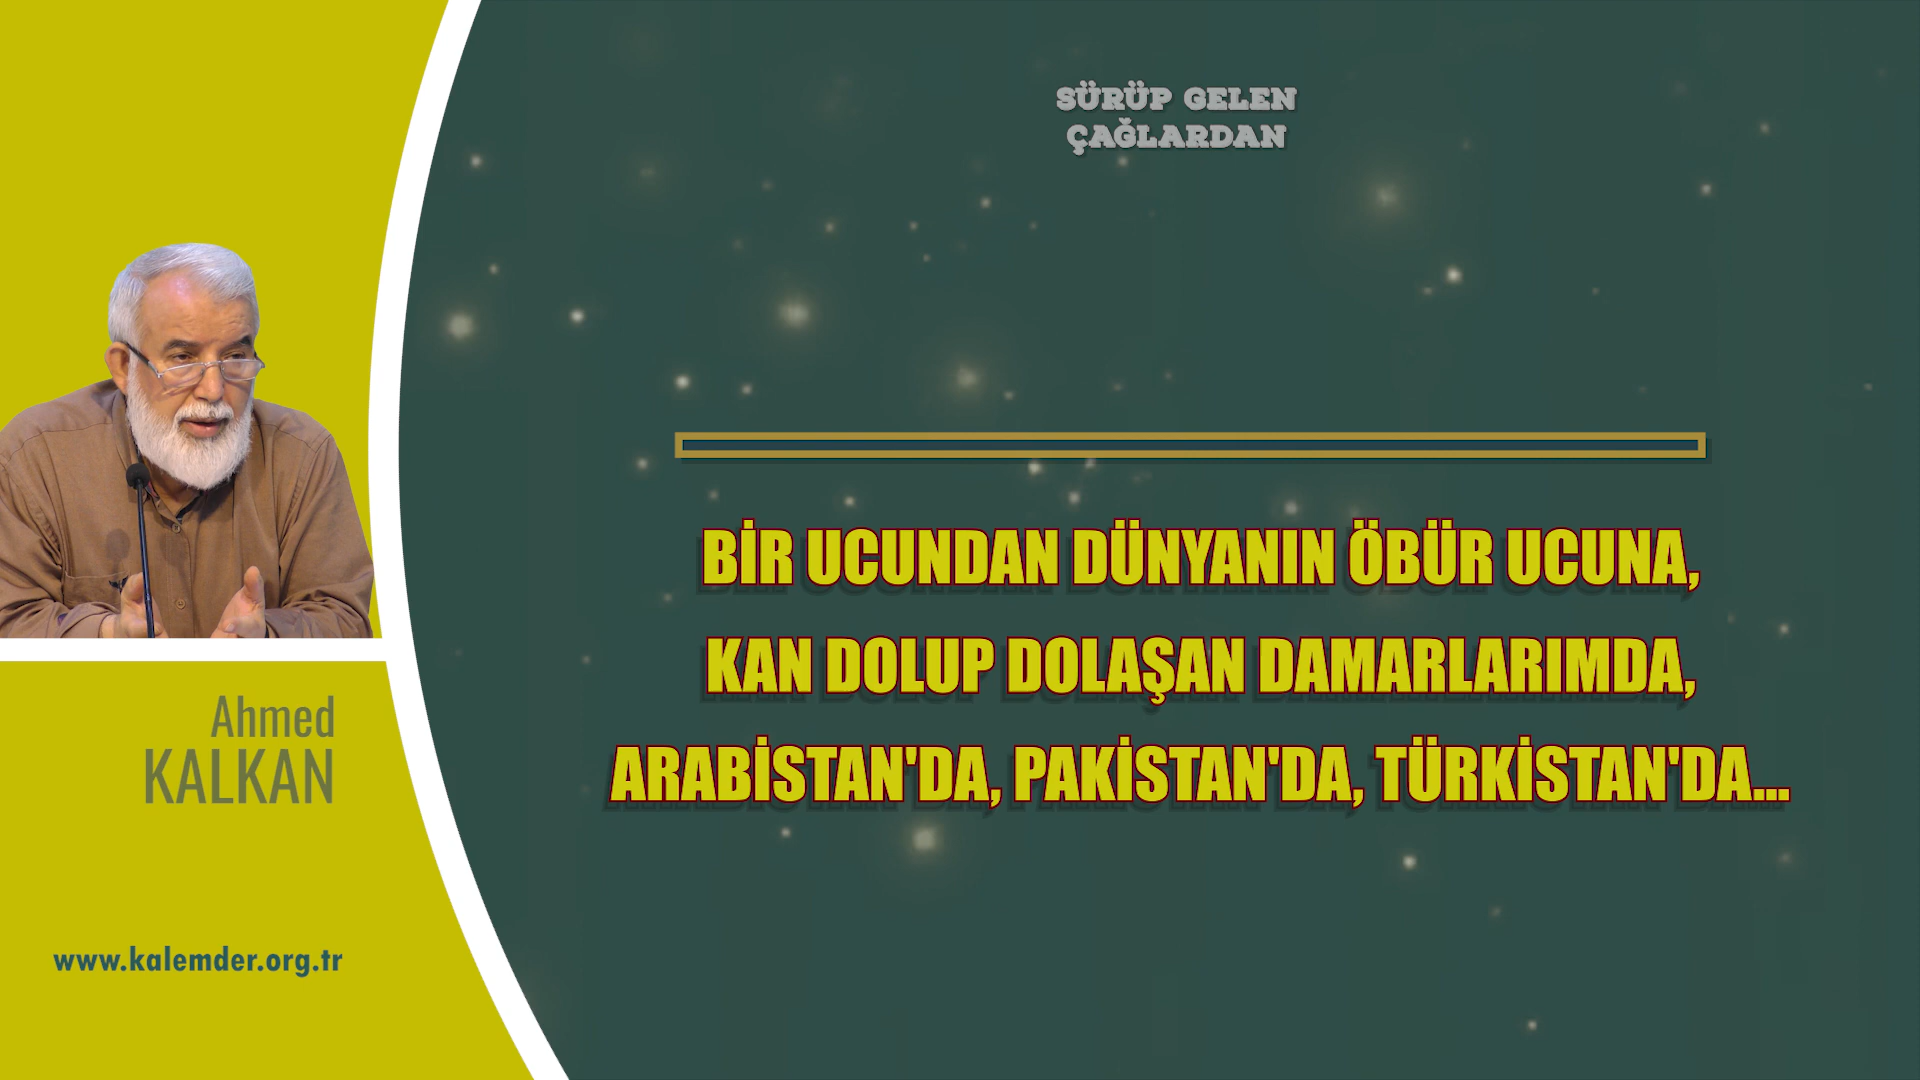 SÜRÜP GELEN
ÇAĞLARDAN
BİR UCUNDAN DÜNYANIN ÖBÜR UCUNA,
KAN DOLUP DOLAŞAN DAMARLARIMDA,
ARABİSTAN'DA, PAKİSTAN'DA, TÜRKİSTAN'DA...
Ahmed
KALKAN
www.kalemder.org.tr